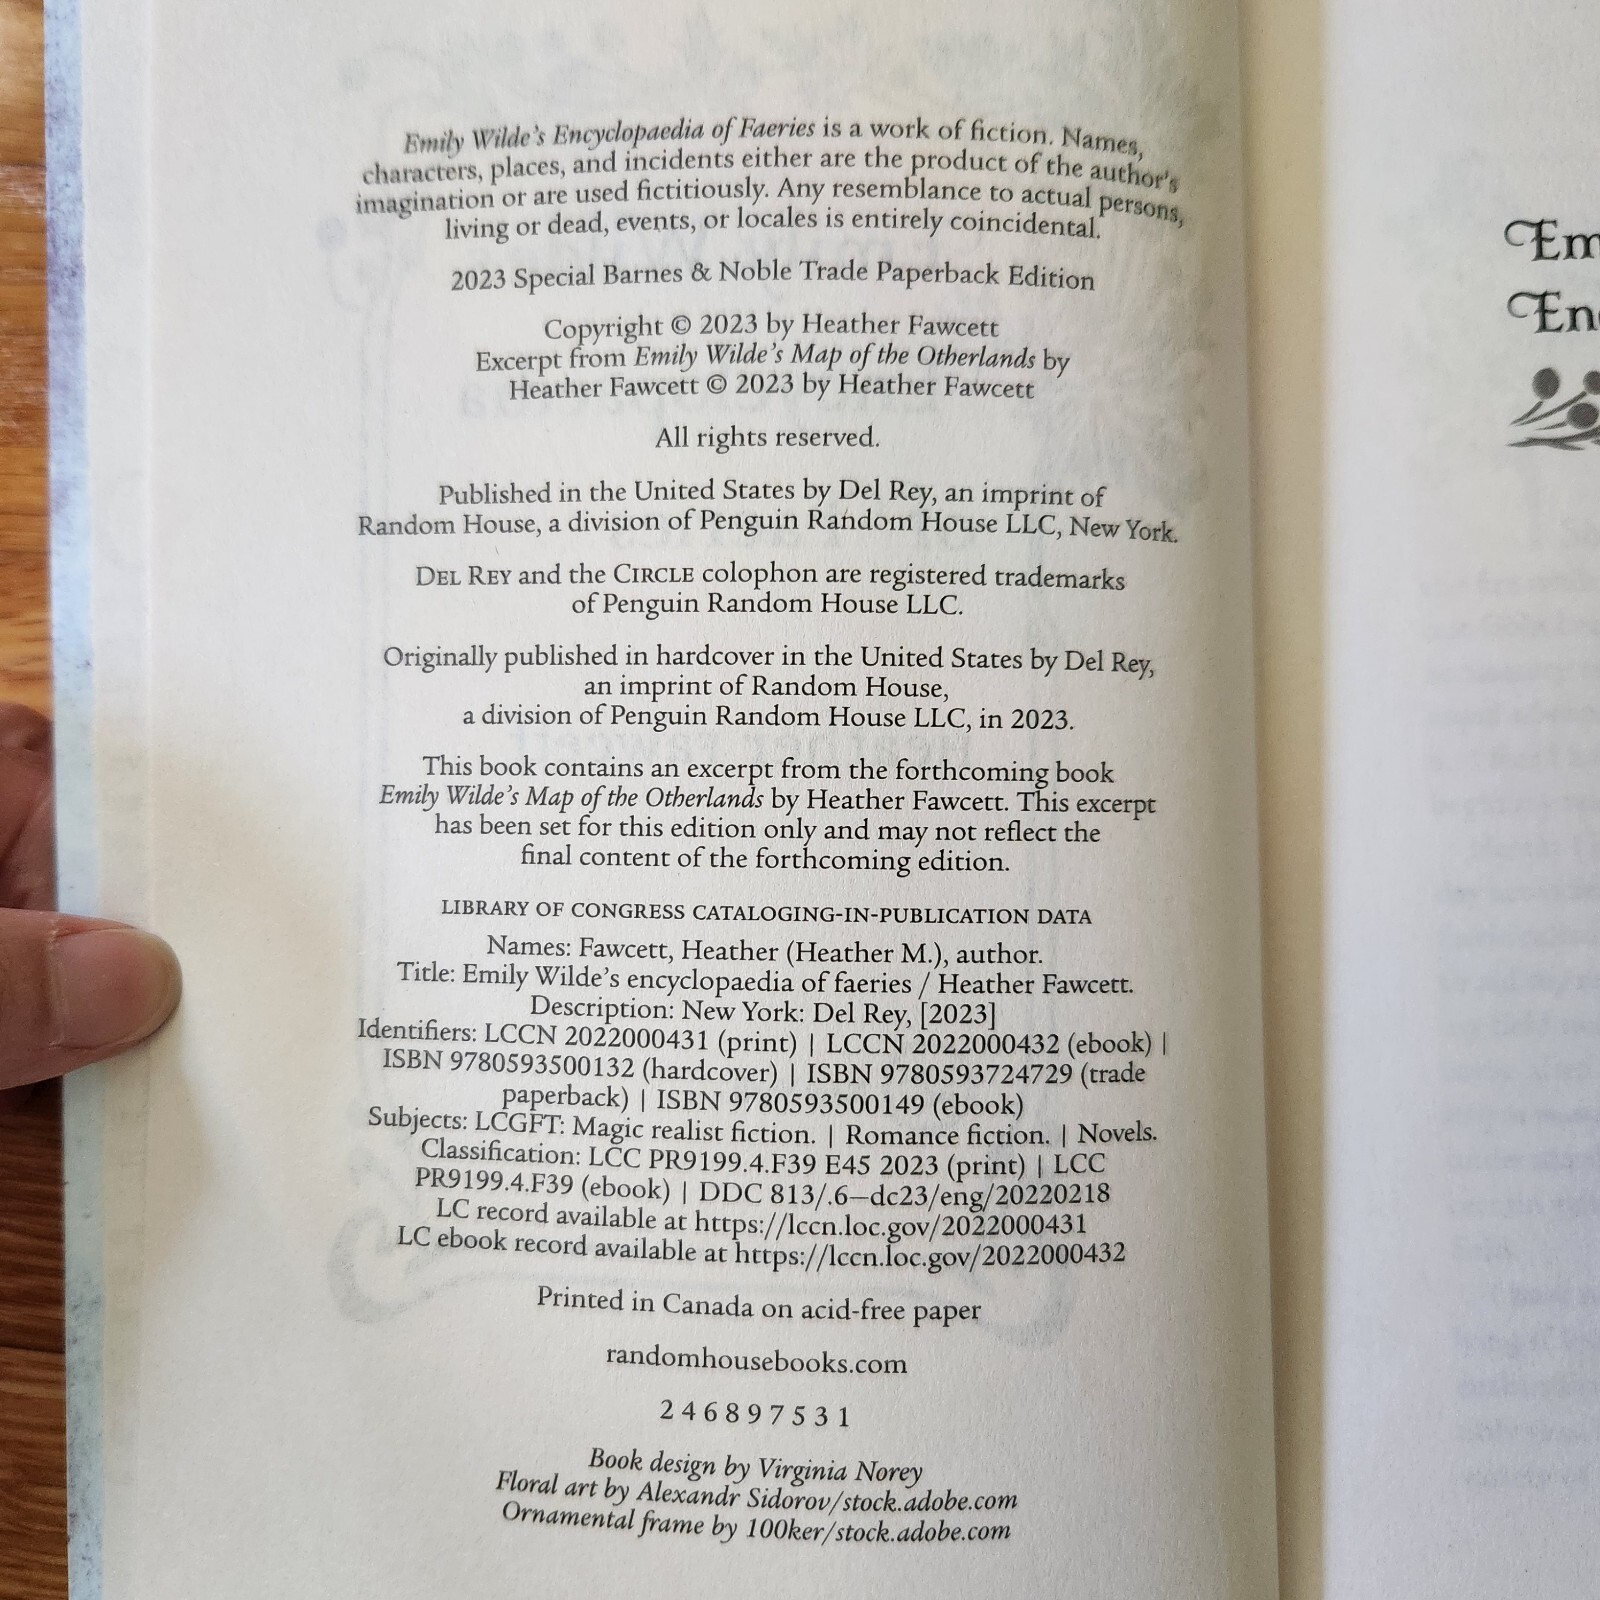 Emily Wilde's Encyclopaedia of Faeries is a work of fiction. Names,
characters, places, and incidents either are the product of the author's
imagination or are used fictitiously. Any resemblance to actual persons,
living or dead, events, or locales is entirely coincidental.
2023 Special Barnes & Noble Trade Paperback Edition
Copyright © 2023 by Heather Fawcett
Excerpt from Emily Wilde's Map of the Otherlands by
Heather Fawcett © 2023 by Heather Fawcett
All rights reserved.
Published in the United States by Del Rey, an imprint of
Random House, a division of Penguin Random House LLC, New York.
DEL REY and the CIRCLE colophon are registered trademarks
of Penguin Random House LLC.
Originally published in hardcover in the United States by Del Rey,
an imprint of Random House,
a division of Penguin Random House LLC, in 2023.
This book contains an excerpt from the forthcoming book
Emily Wilde's Map of the Otherlands by Heather Fawcett. This excerpt
has been set for this edition only and may not reflect the
final content of the forthcoming edition.
LIBRARY OF CONGRESS CATALOGING-IN-PUBLICATION DATA
Names: Fawcett, Heather (Heather M.), author.
Title: Emily Wilde's encyclopaedia of faeries / Heather Fawcett.
Description: New York: Del Rey, [2023]
Identifiers: LCCN 2022000431 (print) | LCCN 2022000432 (ebook) |
ISBN 9780593500132 (hardcover) | ISBN 9780593724729 (trade
paperback) | ISBN 9780593500149 (ebook)
Subjects: LCGFT: Magic realist fiction. | Romance fiction. | Novels.
Classification: LCC PR9199.4.F39 E45 2023 (print) | LCC
PR9199.4.F39 (ebook) | DDC 813/.6—dc23/eng/20220218
LC record available at https://lccn.loc.gov/2022000431
LC ebook record available at https://lccn.loc.gov/2022000432
Printed in Canada on acid-free paper
randomhousebooks.com
2 4 6 8 9 7 5 3 1
Book design by Virginia Norey
Floral art by Alexandr Sidorov/stock.adobe.com
Ornamental frame by 100ker/stock.adobe.com
Em
En